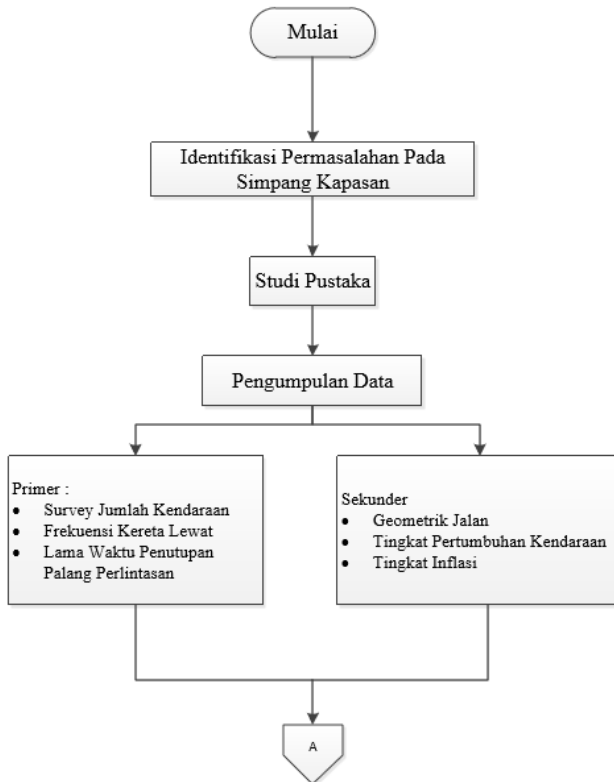 Mulai
Identifikasi Permasalahan Pada
Simpang Kapasan
Studi Pustaka
Pengumpulan Data
Primer :
• Survey Jumlah Kendaraan
• Frekuensi Kereta Lewat
• Lama Waktu Penutupan
Palang Perlintasan
Sekunder
• Geometrik Jalan
• Tingkat Pertumbuhan Kendaraan
• Tingkat Inflasi
A